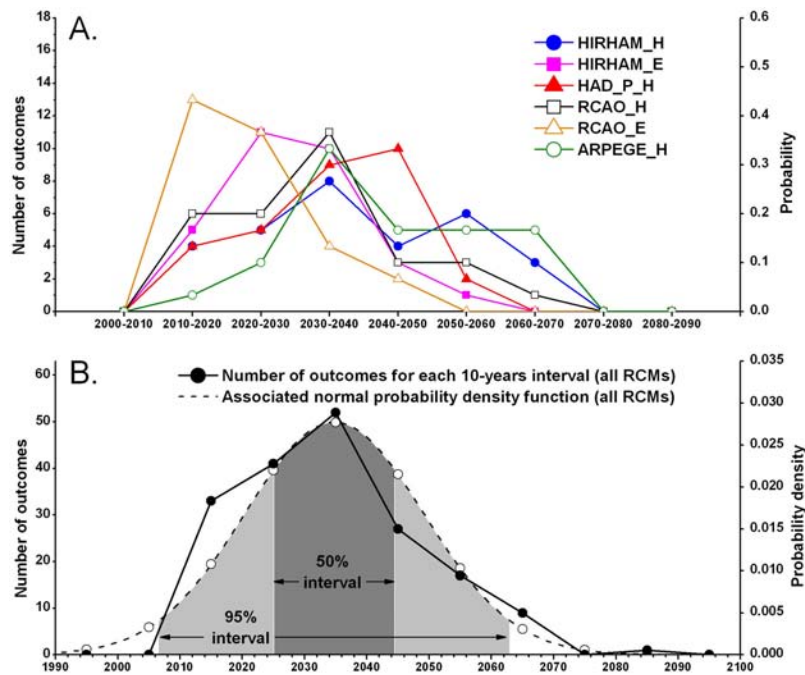 A.
Number of outcomes
18
16
14
12
10
8
6
4
2
0
HIRHAM_H
HIRHAM_E
HAD_P_H
RCAO_H
RCAO_E
ARPEGE_H
0.6
0.5
0.4
0.3
0.2
0.1
0.0
Probability
2000-2010 2010-2020 2020-2030 2030-2040 2040-2050 2050-2060 2060-2070 2070-2080 2080-2090
B.
Number of outcomes
60
50
40
30
20
10
0
Number of outcomes for each 10-years interval (all RCMs)
Associated normal probability density function (all RCMs)
50%
interval
95%
interval
0.035
0.030
0.025
0.020
0.015
0.010
0.005
0.000
Probability density
1990 2000 2010 2020 2030 2040 2050 2060 2070 2080 2090 2100